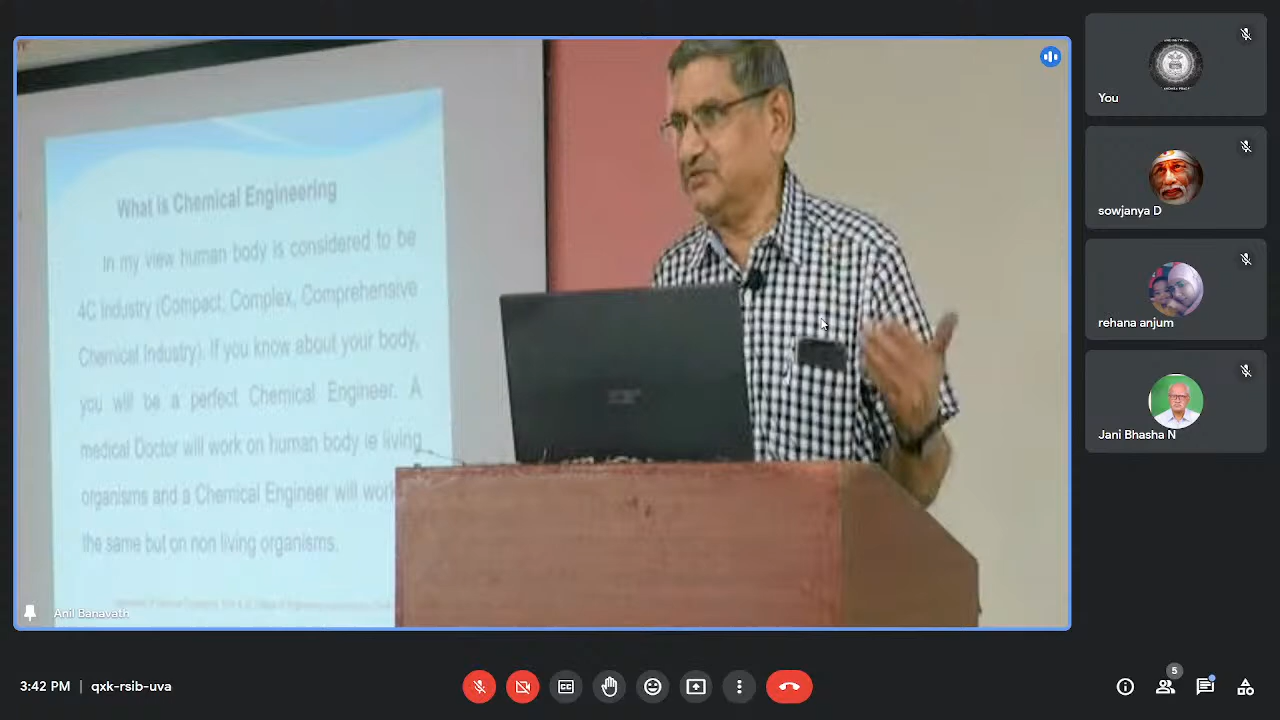 What is Chemical Engineering
In my view human body is considered to be
4C Industry (Compact, Complex, Comprehensive
Chemical Industry). If you know about your body,
you will be a perfect Chemical Engineer. A
medical Doctor will work on human body ie living
organisms and a Chemical Engineer will work
the same but on non living organisms.
Anil Banavath
You
sowjanya D
rehana anjum
Jani Bhasha N
3:42 PM | qxk-rsib-uva
CC
5